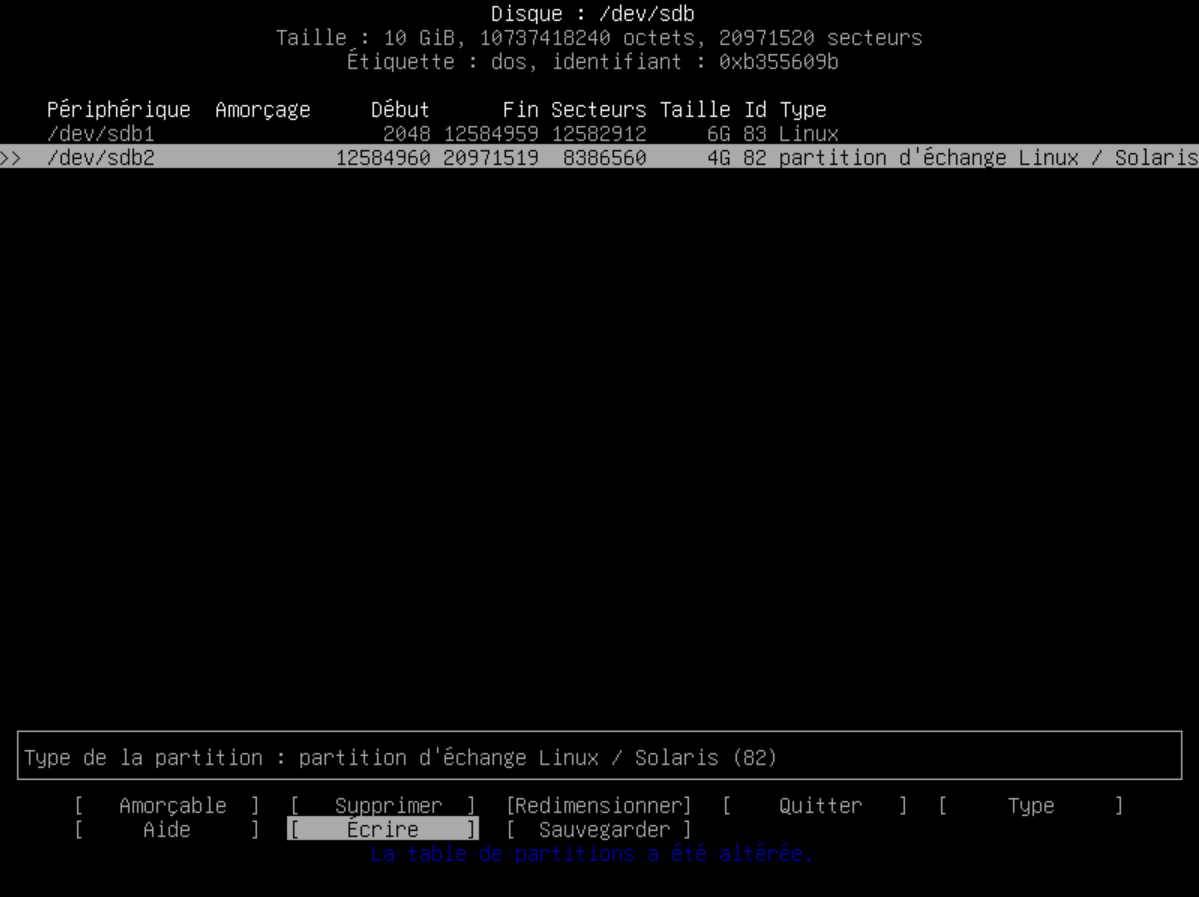 Disque : /dev/sdb
Taille : 10 GiB, 10737418240 octets, 20971520 secteurs
Étiquette : dos, identifiant : 0xb355609b
Périphérique Amorçage Début Fin Secteurs Taille Id Type
/dev/sdb1 2048 12584959 12582912 6G 83 Linux
>> /dev/sdb2 12584960 20971519 8386560 4G 82 partition d'échange Linux / Solaris
Type de la partition : partition d'échange Linux / Solaris (82)
[ Amorçable ] [ Supprimer ] [Redimensionner] [ Quitter ] [ Type ]
[ Aide ] [ Écrire ] [ Sauvegarder ]
La table de partitions a été altérée.